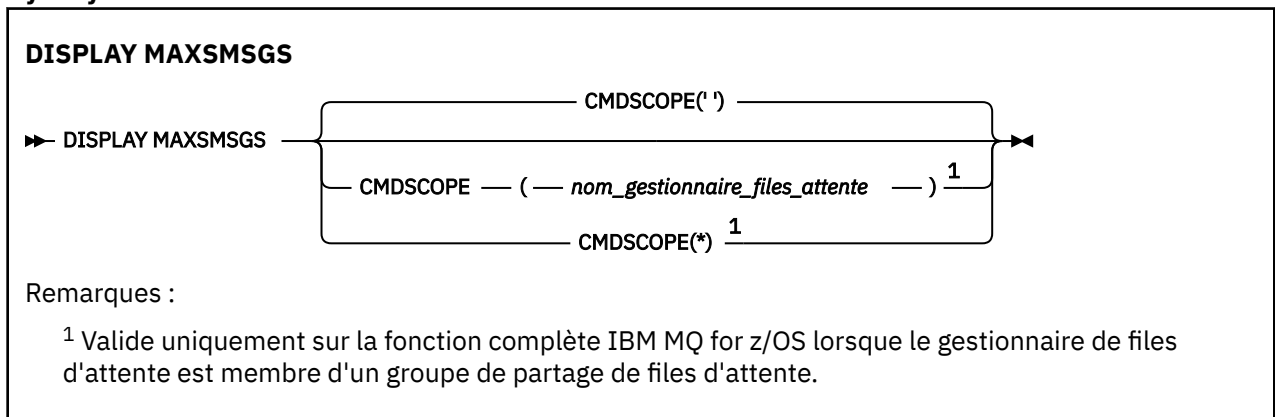 DISPLAY MAXSMSGS
CMDSCOPE(' ')
DISPLAY MAXSMSGS
CMDSCOPE ( nom_gestionnaire_files_attente ) 1
CMDSCOPE(*) 1
Remarques :
1 Valide uniquement sur la fonction complète IBM MQ for z/OS lorsque le gestionnaire de files
d'attente est membre d'un groupe de partage de files d'attente.